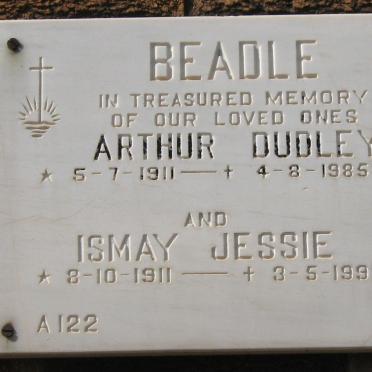 BEADLE
IN TREASURED MEMORY
OF OUR LOVED ONES
ARTHUR DUDLEY
* 5-7-1911 — † 4-8-1985
AND
ISMAY JESSIE
* 8-10-1911 — † 3-5-199
A122